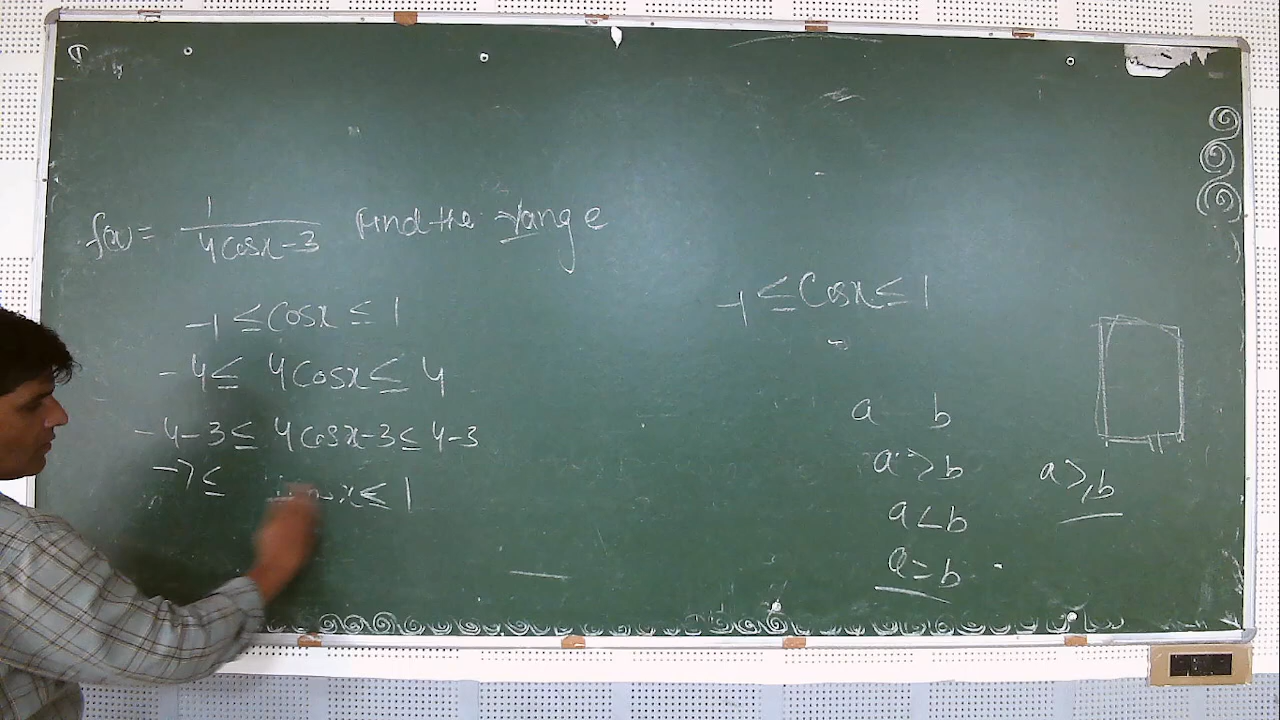 f(x) = 1 / 4cosx-3 Find the range
-1 ≤ Cosx ≤ 1
-4 ≤ 4cosx ≤ 4
-4-3 ≤ 4cosx-3 ≤ 4-3
-7 ≤ x ≤ 1
-1 ≤ Cosx ≤ 1
a b
a > b
a < b
a = b
a ≥ b